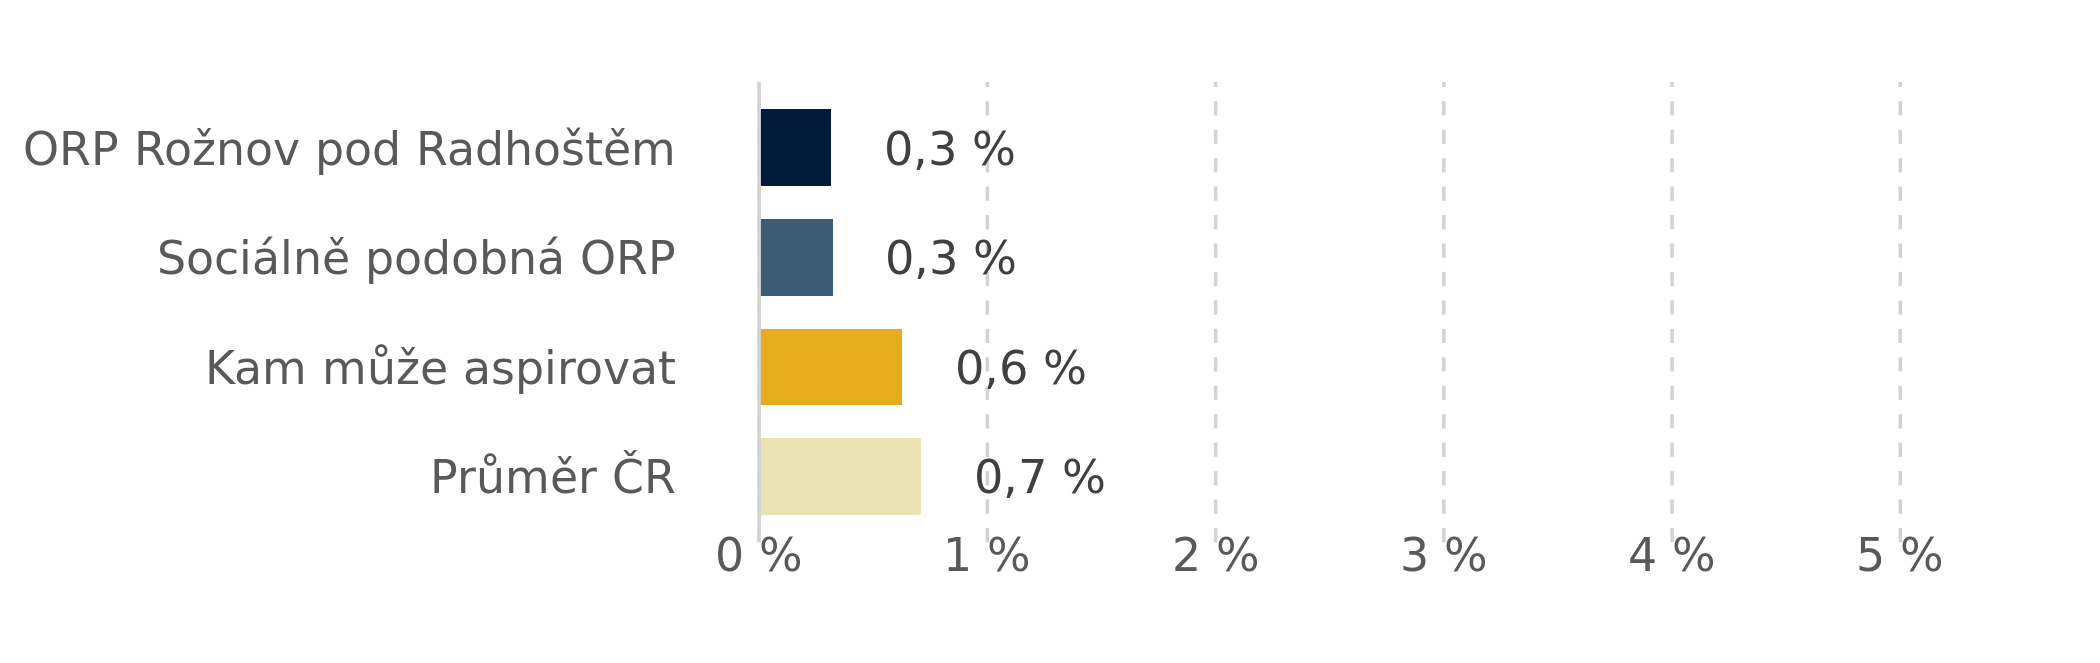 ORP Rožnov pod Radhoštěm 0,3 %
Sociálně podobná ORP 0,3 %
Kam může aspirovat 0,6 %
Průměr ČR 0,7 %
0 % 1 % 2 % 3 % 4 % 5 %